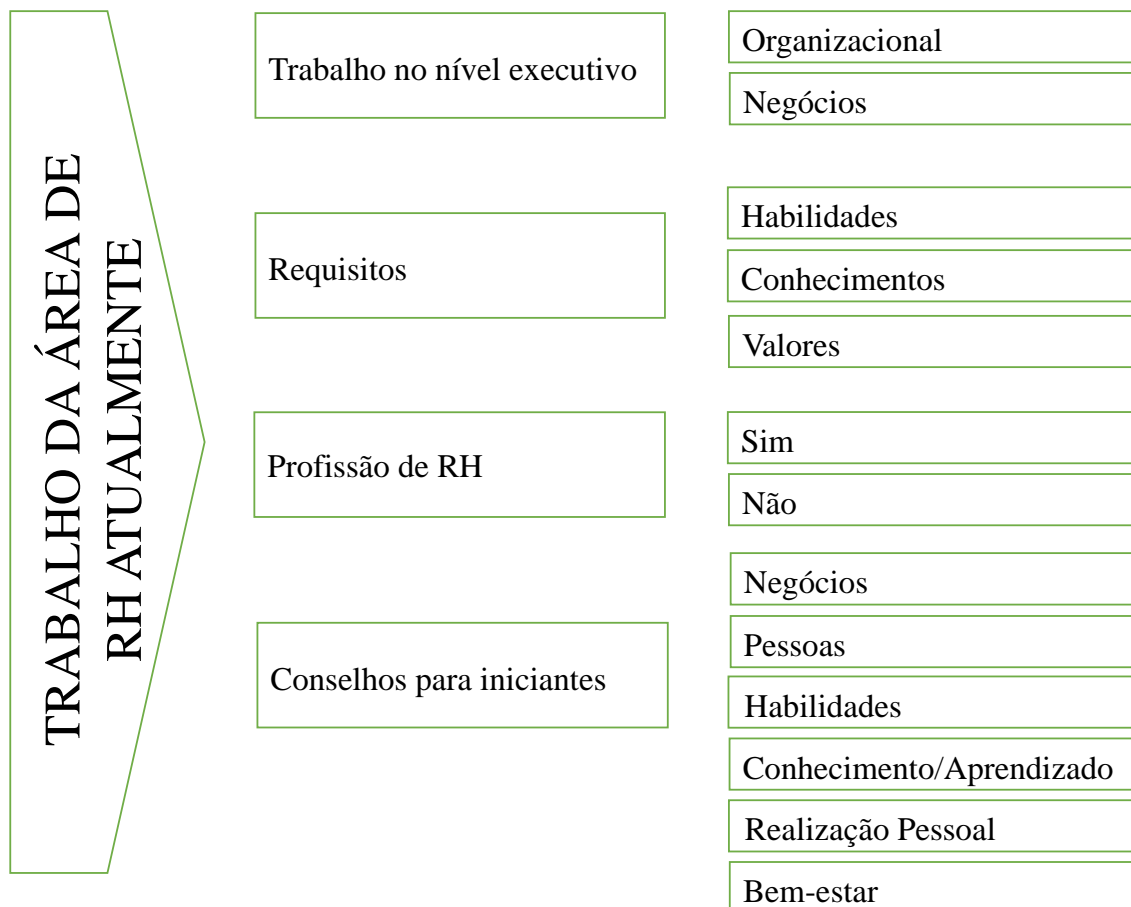 TRABALHO DA ÁREA DE
RH ATUALMENTE
Trabalho no nível executivo
Organizacional
Negócios
Requisitos
Habilidades
Conhecimentos
Valores
Profissão de RH
Sim
Não
Conselhos para iniciantes
Negócios
Pessoas
Habilidades
Conhecimento/Aprendizado
Realização Pessoal
Bem-estar